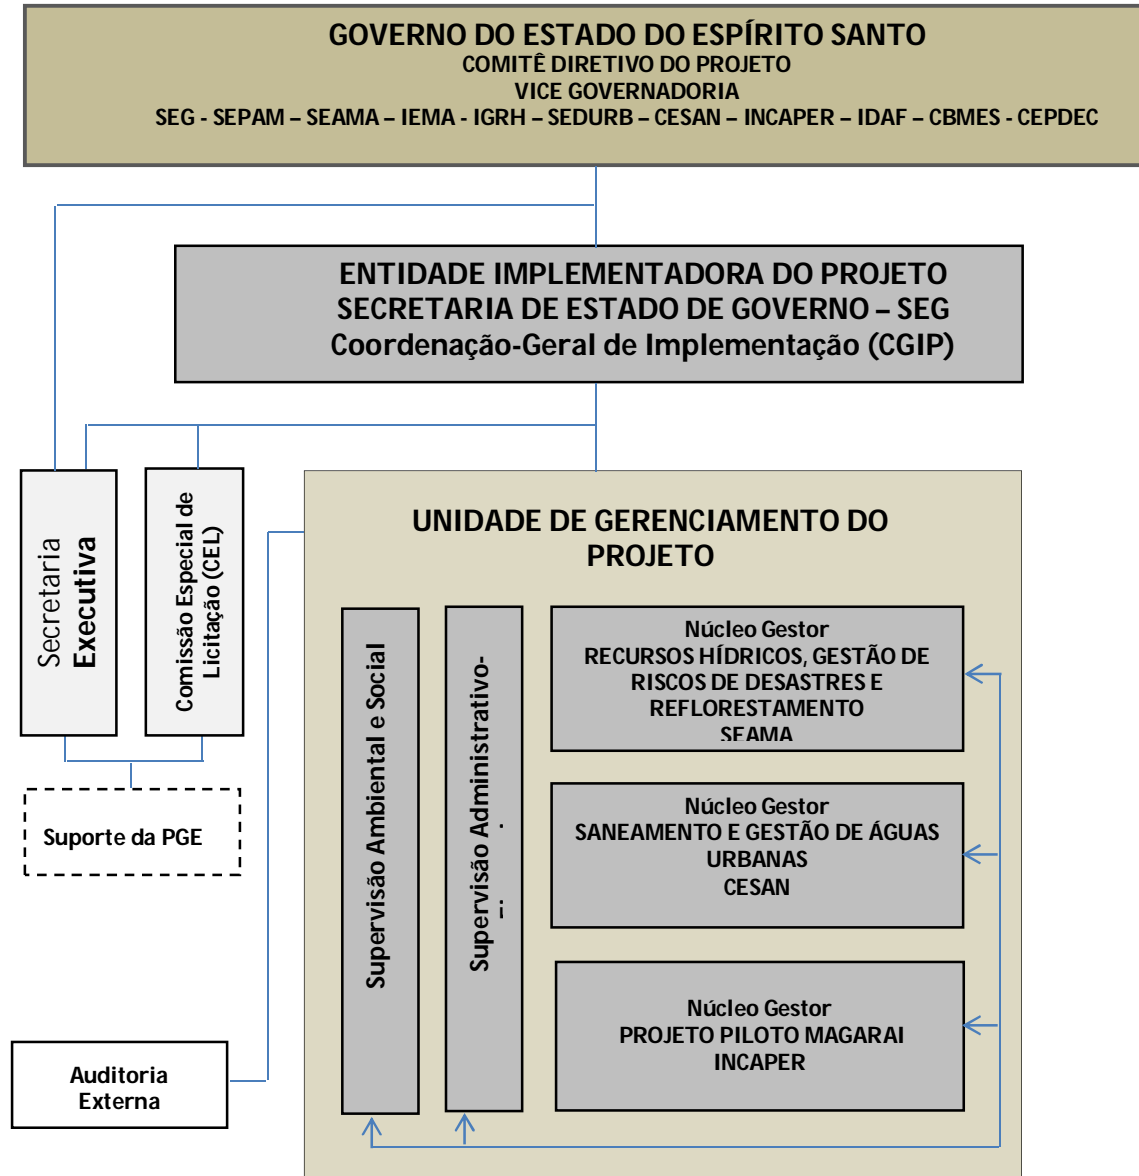 GOVERNO DO ESTADO DO ESPÍRITO SANTO
COMITÊ DIRETIVO DO PROJETO
VICE GOVERNADORIA
SEG - SEPAM – SEAMA – IEMA - IGRH – SEDURB – CESAN – INCAPER – IDAF – CBMES - CEPDEC
ENTIDADE IMPLEMENTADORA DO PROJETO
SECRETARIA DE ESTADO DE GOVERNO – SEG
Coordenação-Geral de Implementação (CGIP)
Secretaria
Executiva
Comissão Especial de
Licitação (CEL)
Suporte da PGE
Auditoria
Externa
UNIDADE DE GERENCIAMENTO DO
PROJETO
Supervisão Ambiental e Social
Supervisão Administrativo-
Núcleo Gestor
RECURSOS HÍDRICOS, GESTÃO DE
RISCOS DE DESASTRES E
REFLORESTAMENTO
SEAMA
Núcleo Gestor
SANEAMENTO E GESTÃO DE ÁGUAS
URBANAS
CESAN
Núcleo Gestor
PROJETO PILOTO MAGARAI
INCAPER